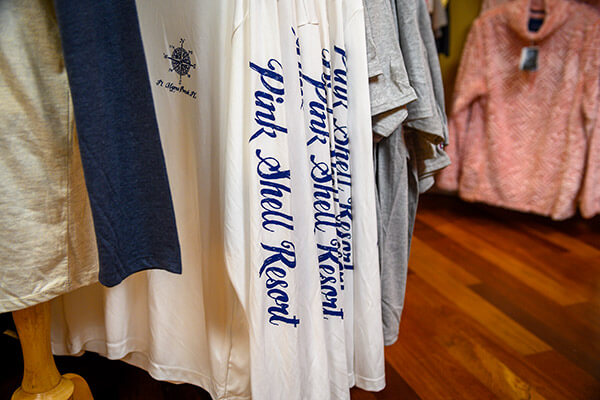 Ft. Myers Beach, FL
Pink Shell Resort
Pink Shell Resort
Pink Shell Resort